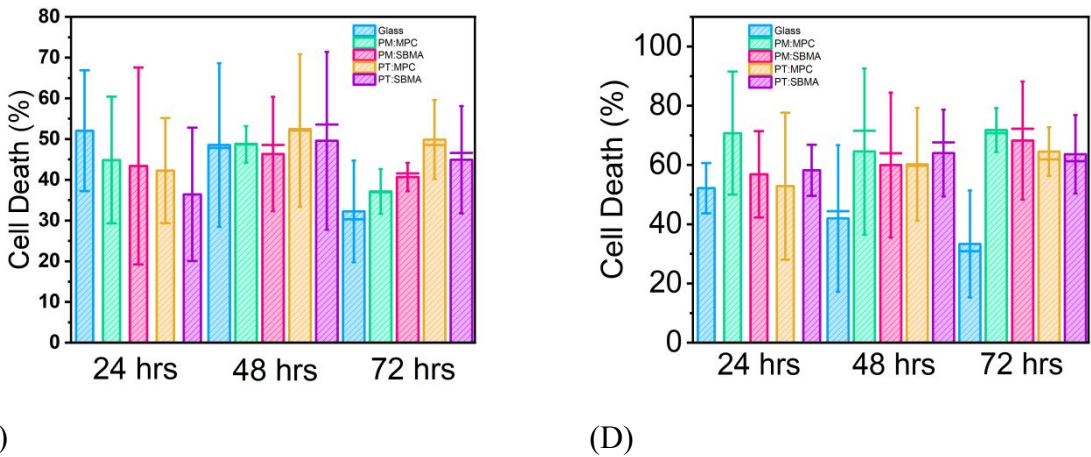 80
70
60
50
40
30
20
10
0
Cell Death (%)
Glass
PM:MPC
PM:SBMA
PT:MPC
PT:SBMA
24 hrs 48 hrs 72 hrs
100
80
60
40
20
0
Cell Death (%)
Glass
PM:MPC
PM:SBMA
PT:MPC
PT:SBMA
24 hrs 48 hrs 72 hrs
) (D)